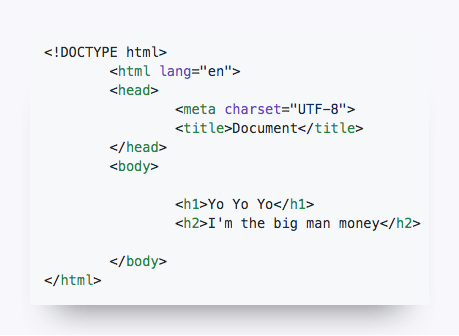 <!DOCTYPE html>
<html lang="en">
<head>
<meta charset="UTF-8">
<title>Document</title>
</head>
<body>
<h1>Yo Yo Yo</h1>
<h2>I'm the big man money</h2>
</body>
</html>